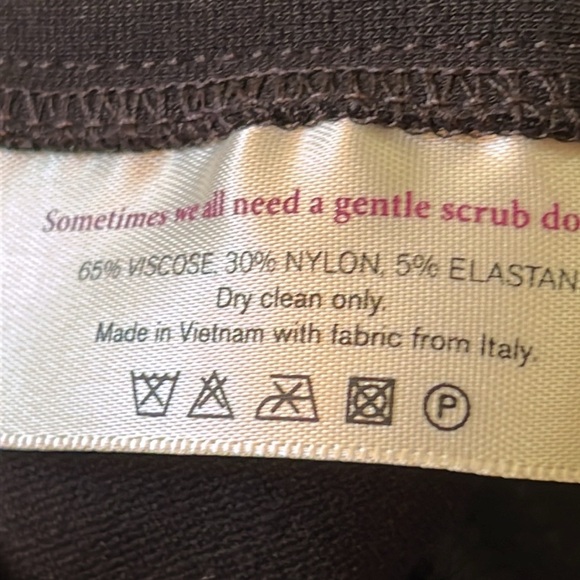 Sometimes we all need a gentle scrub do
65% VISCOSE, 30% NYLON, 5% ELASTAN
Dry clean only.
Made in Vietnam with fabric from Italy.
P